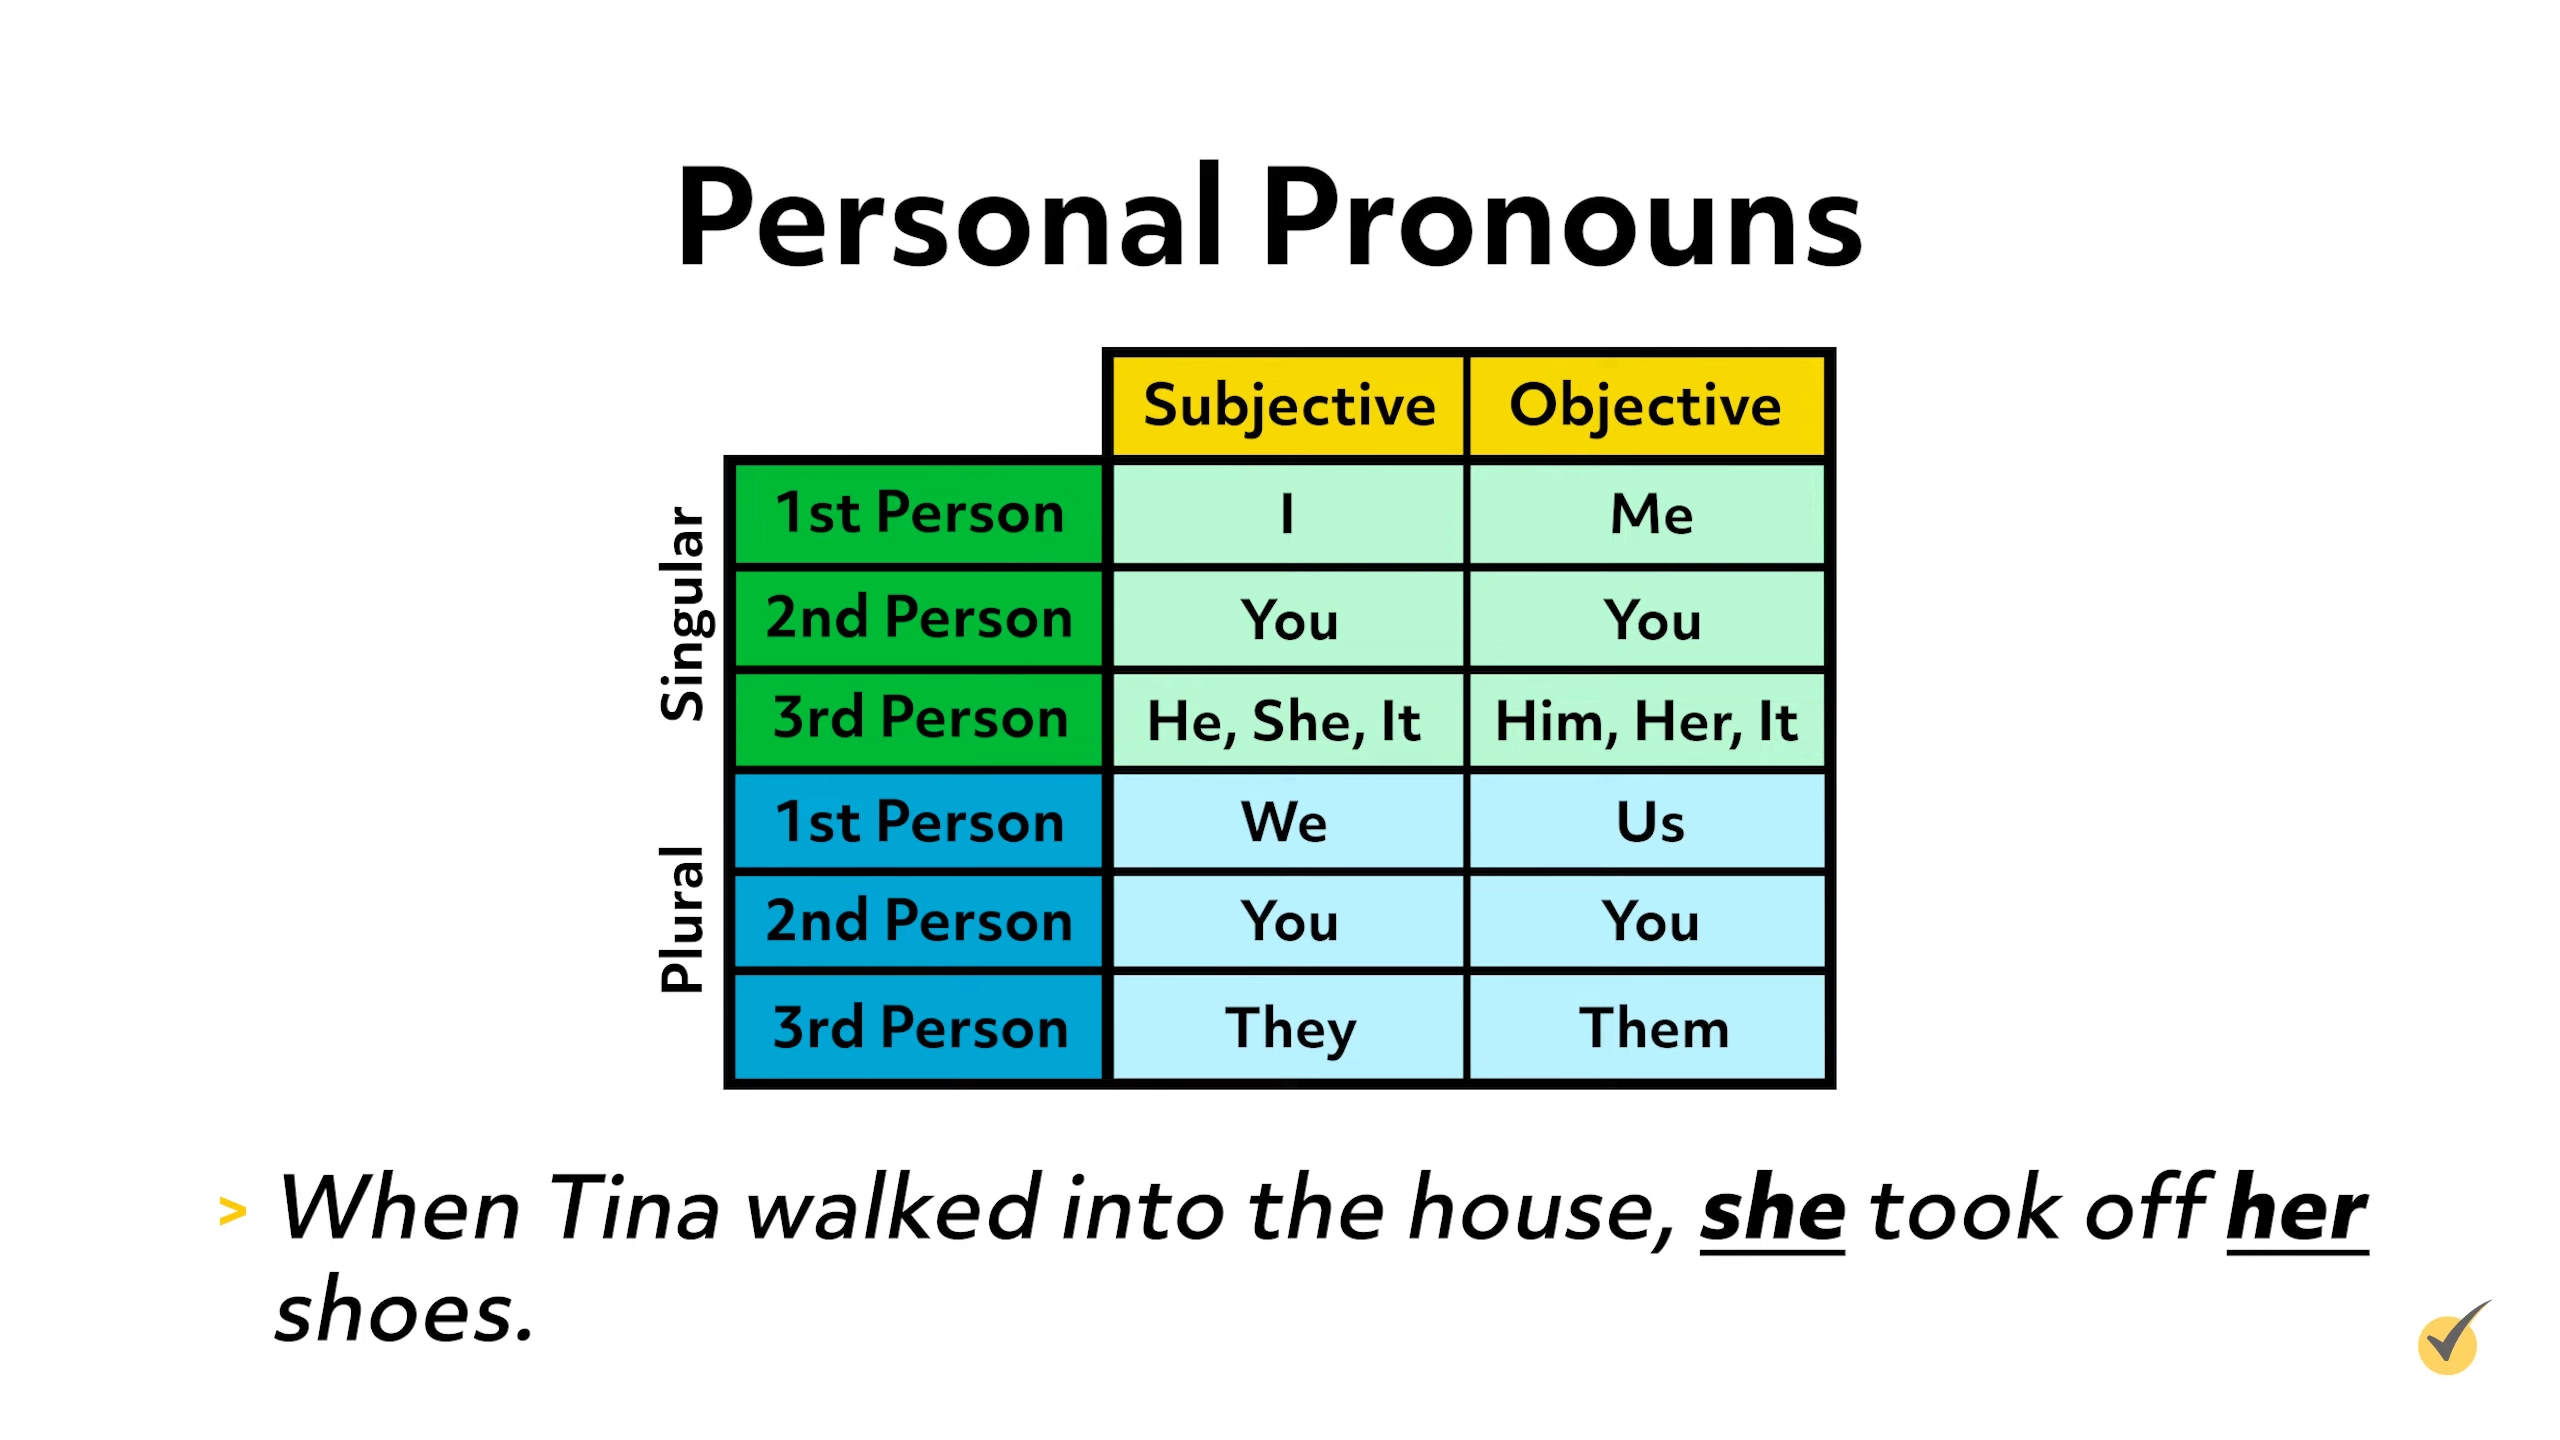 Personal Pronouns
Subjective Objective
Singular
1st Person I Me
2nd Person You You
3rd Person He, She, It Him, Her, It
Plural
1st Person We Us
2nd Person You You
3rd Person They Them
> When Tina walked into the house, she took off her
shoes.